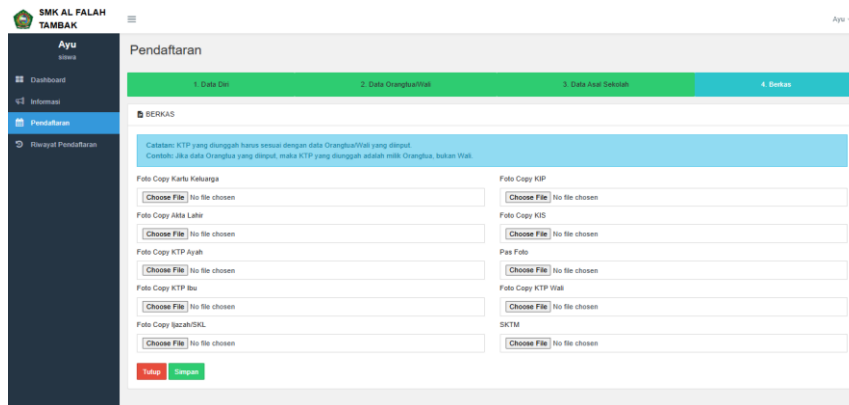 SMK AL FALAH
TAMBAK
Ayu
Ayu
siswa
Dashboard
Informasi
Pendaftaran
Riwayat Pendaftaran
Pendaftaran
1. Data Diri
2. Data Orangtua/Wali
3. Data Asal Sekolah
4. Berkas
BERKAS
Catatan: KTP yang diunggah harus sesuai dengan data Orangtua/Wali yang diinput.
Contoh: Jika data Orangtua yang diinput, maka KTP yang diunggah adalah milik Orangtua, bukan Wali.
Foto Copy Kartu Keluarga
Choose File No file chosen
Foto Copy Akta Lahir
Choose File No file chosen
Foto Copy KTP Ayah
Choose File No file chosen
Foto Copy KTP Ibu
Choose File No file chosen
Foto Copy Ijazah/SKL
Choose File No file chosen
Foto Copy KIP
Choose File No file chosen
Foto Copy KIS
Choose File No file chosen
Pas Foto
Choose File No file chosen
Foto Copy KTP Wali
Choose File No file chosen
SKTM
Choose File No file chosen
Tutup
Simpan